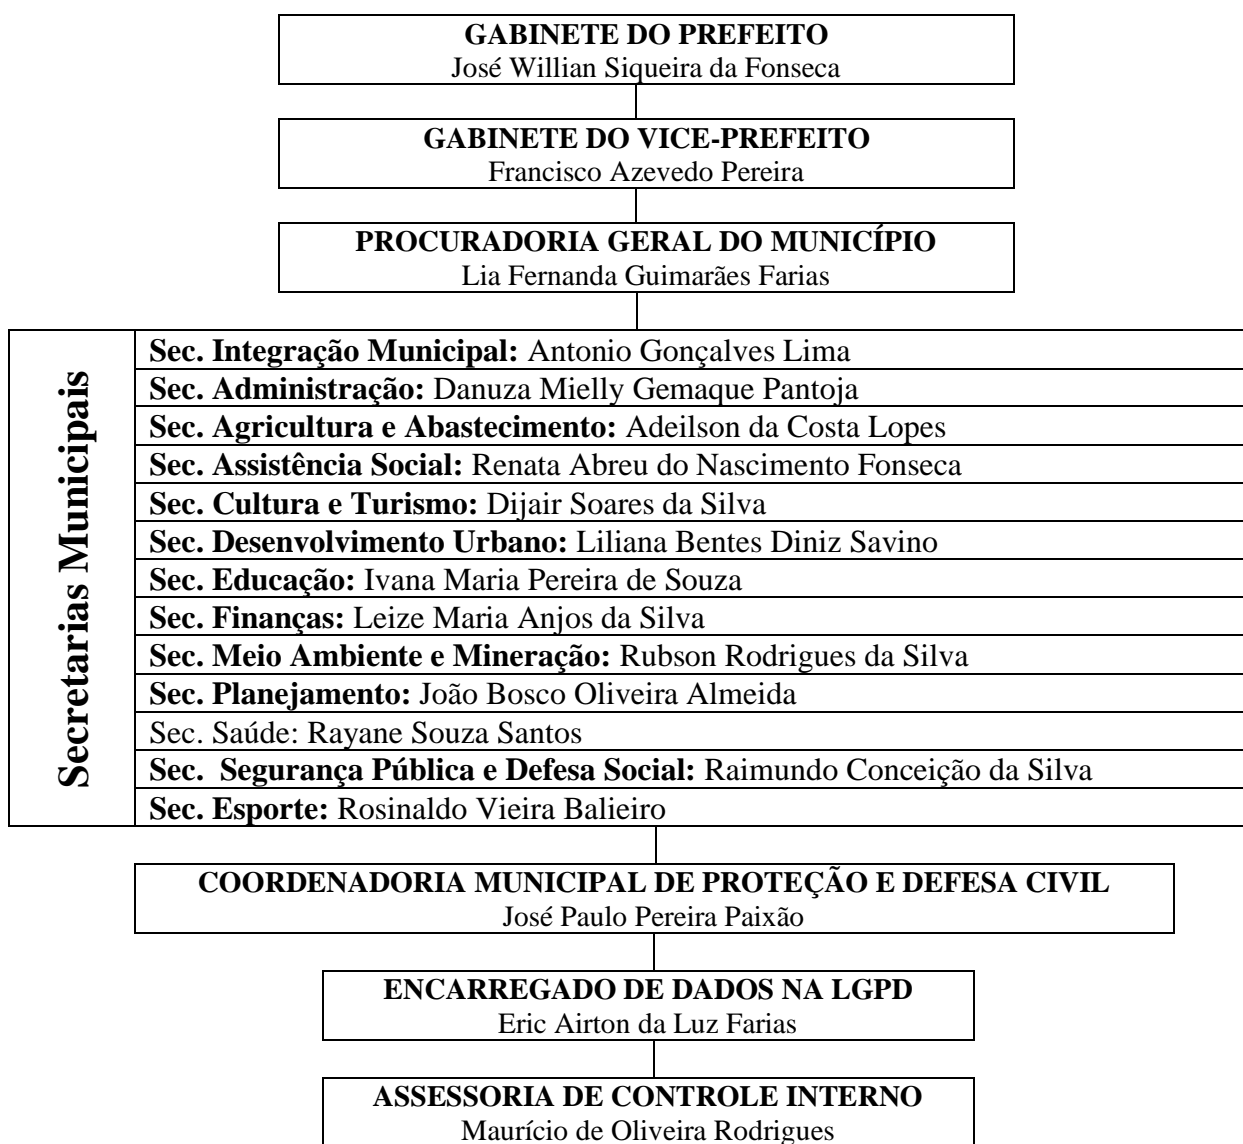 GABINETE DO PREFEITO
José Willian Siqueira da Fonseca
GABINETE DO VICE-PREFEITO
Francisco Azevedo Pereira
PROCURADORIA GERAL DO MUNICÍPIO
Lia Fernanda Guimarães Farias
Secretarias Municipais
Sec. Integração Municipal: Antonio Gonçalves Lima
Sec. Administração: Danuza Mielly Gemaque Pantoja
Sec. Agricultura e Abastecimento: Adeilson da Costa Lopes
Sec. Assistência Social: Renata Abreu do Nascimento Fonseca
Sec. Cultura e Turismo: Dijair Soares da Silva
Sec. Desenvolvimento Urbano: Liliana Bentes Diniz Savino
Sec. Educação: Ivana Maria Pereira de Souza
Sec. Finanças: Leize Maria Anjos da Silva
Sec. Meio Ambiente e Mineração: Rubson Rodrigues da Silva
Sec. Planejamento: João Bosco Oliveira Almeida
Sec. Saúde: Rayane Souza Santos
Sec.  Segurança Pública e Defesa Social: Raimundo Conceição da Silva
Sec. Esporte: Rosinaldo Vieira Balieiro
COORDENADORIA MUNICIPAL DE PROTEÇÃO E DEFESA CIVIL
José Paulo Pereira Paixão
ENCARREGADO DE DADOS NA LGPD
Eric Airton da Luz Farias
ASSESSORIA DE CONTROLE INTERNO
Maurício de Oliveira Rodrigues